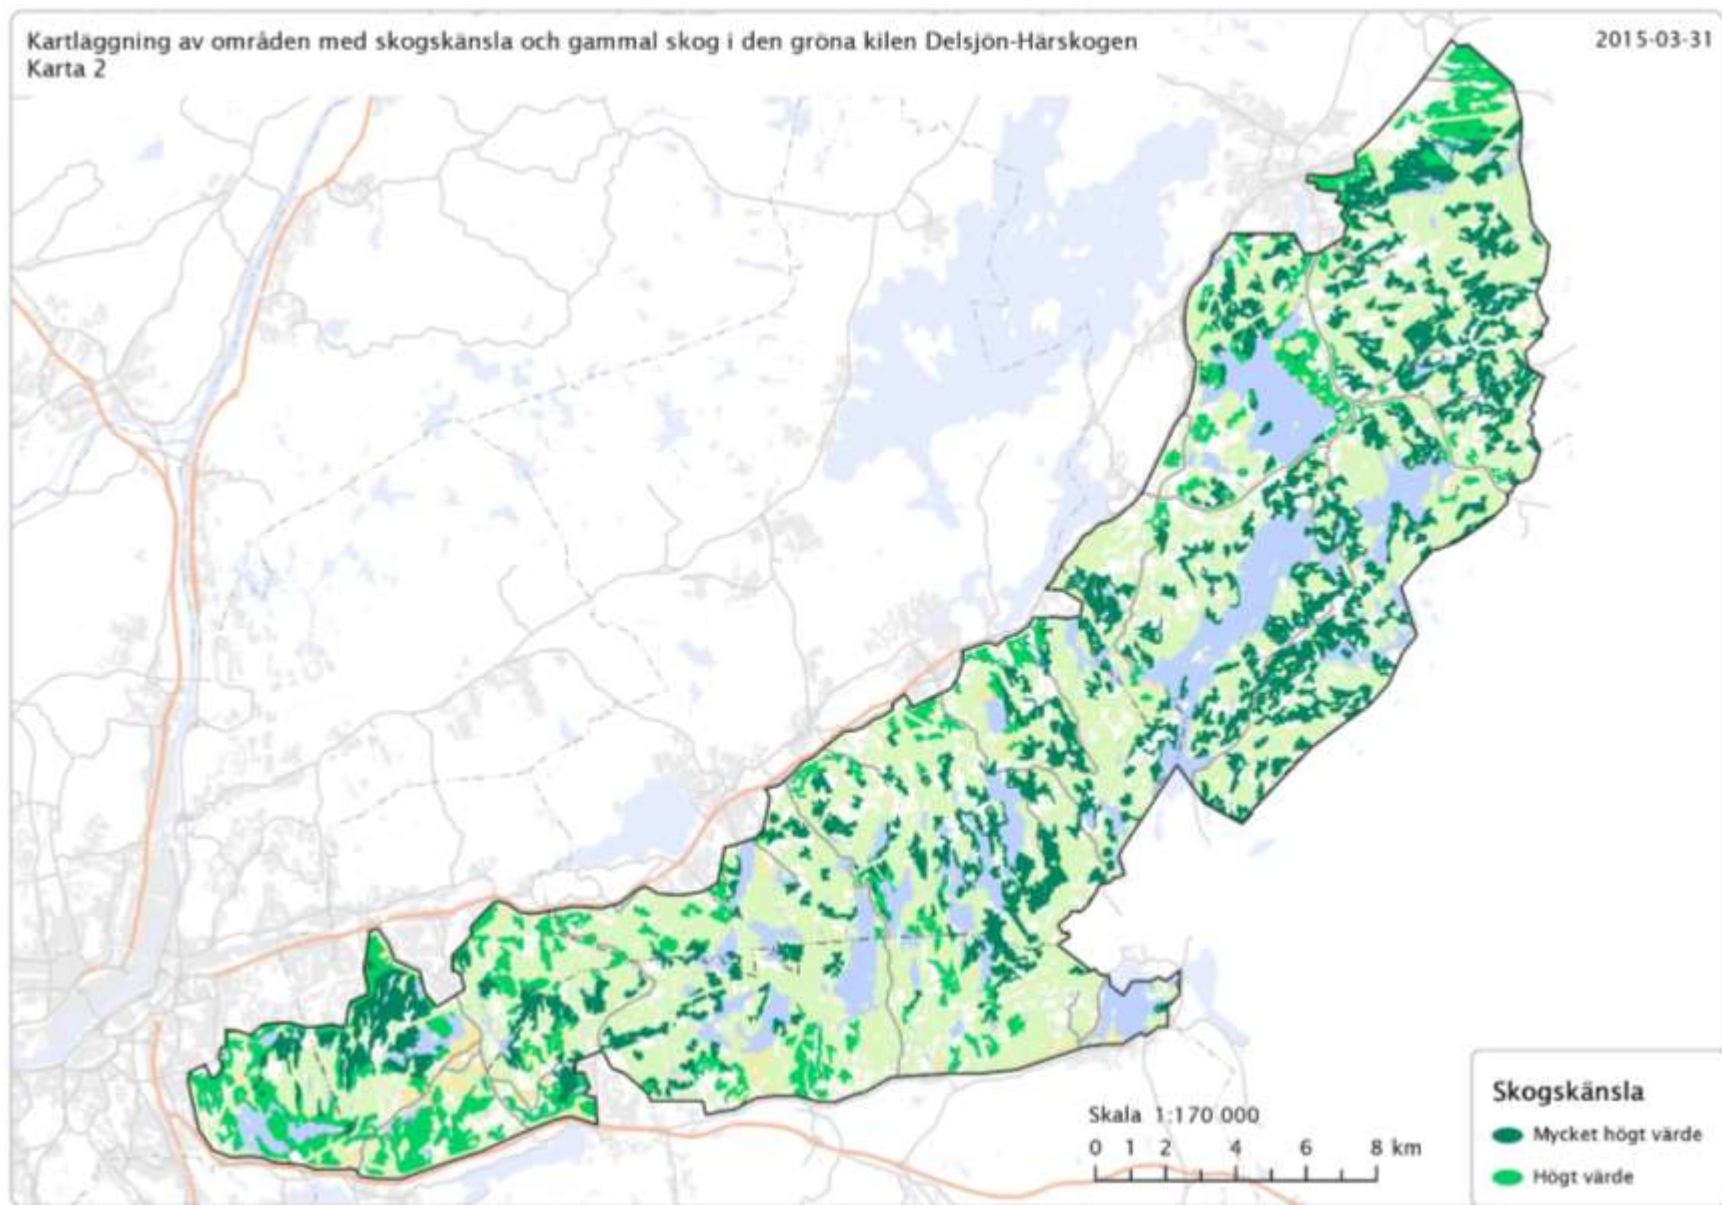 Kartläggning av områden med skogskänsla och gammal skog i den gröna kilen Delsjön-Härskogen
Karta 2
2015-03-31
Skala 1:170 000
0 1 2 4 6 8 km
Skogskänsla
Mycket högt värde
Högt värde